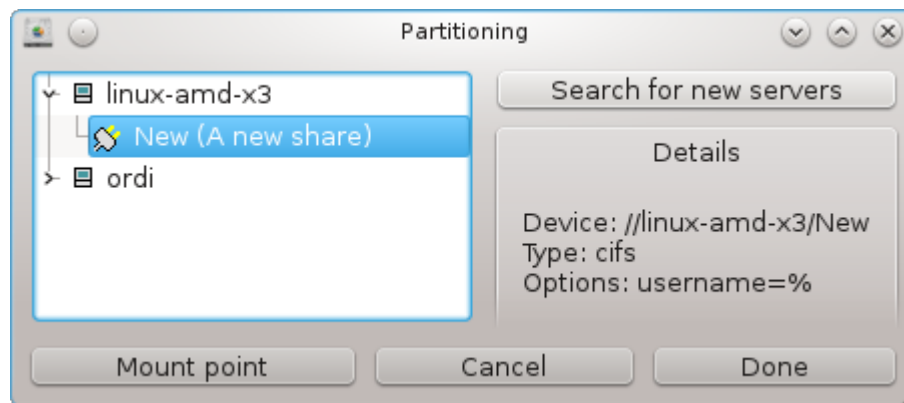 Partitioning
linux-amd-x3
New (A new share)
ordi
Search for new servers
Details
Device: //linux-amd-x3/New
Type: cifs
Options: username=%
Mount point
Cancel
Done